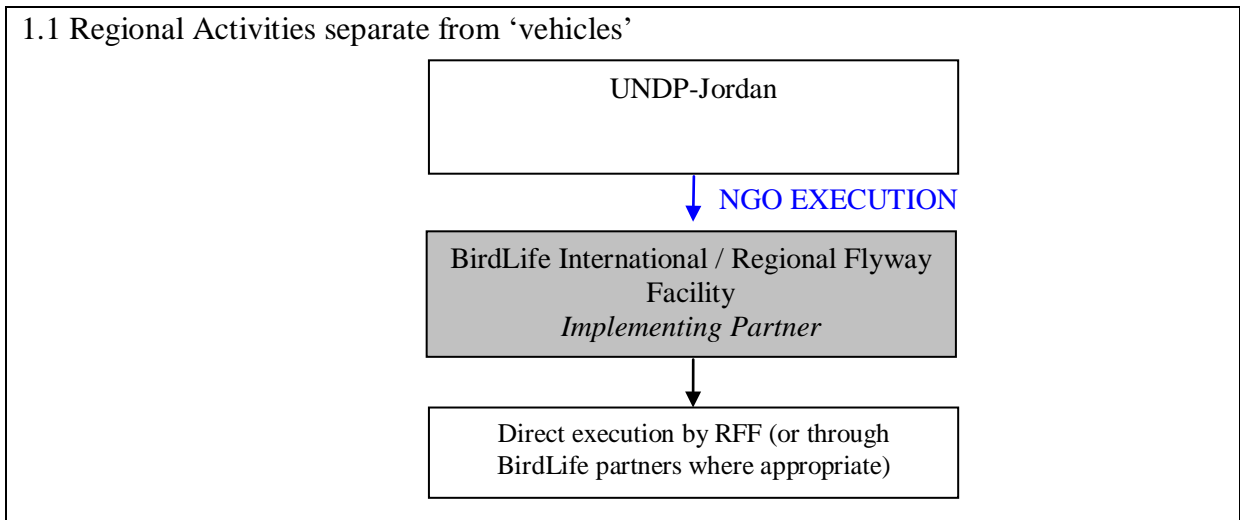 1.1 Regional Activities separate from ‘vehicles’
UNDP-Jordan
NGO EXECUTION
BirdLife International / Regional Flyway
Facility
Implementing Partner
Direct execution by RFF (or through
BirdLife partners where appropriate)